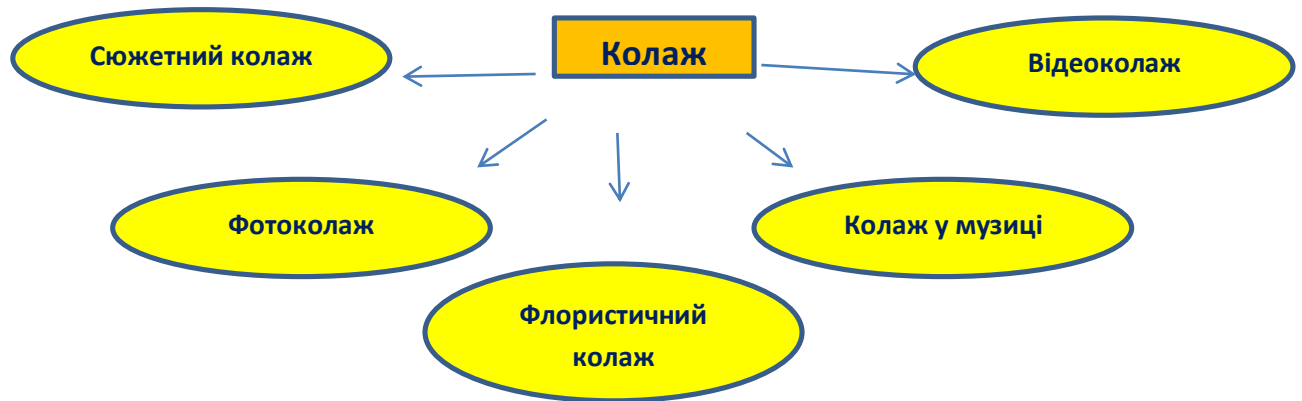 Колаж
Сюжетний колаж
Відеоколаж
Фотоколаж
Колаж у музиці
Флористичний
колаж